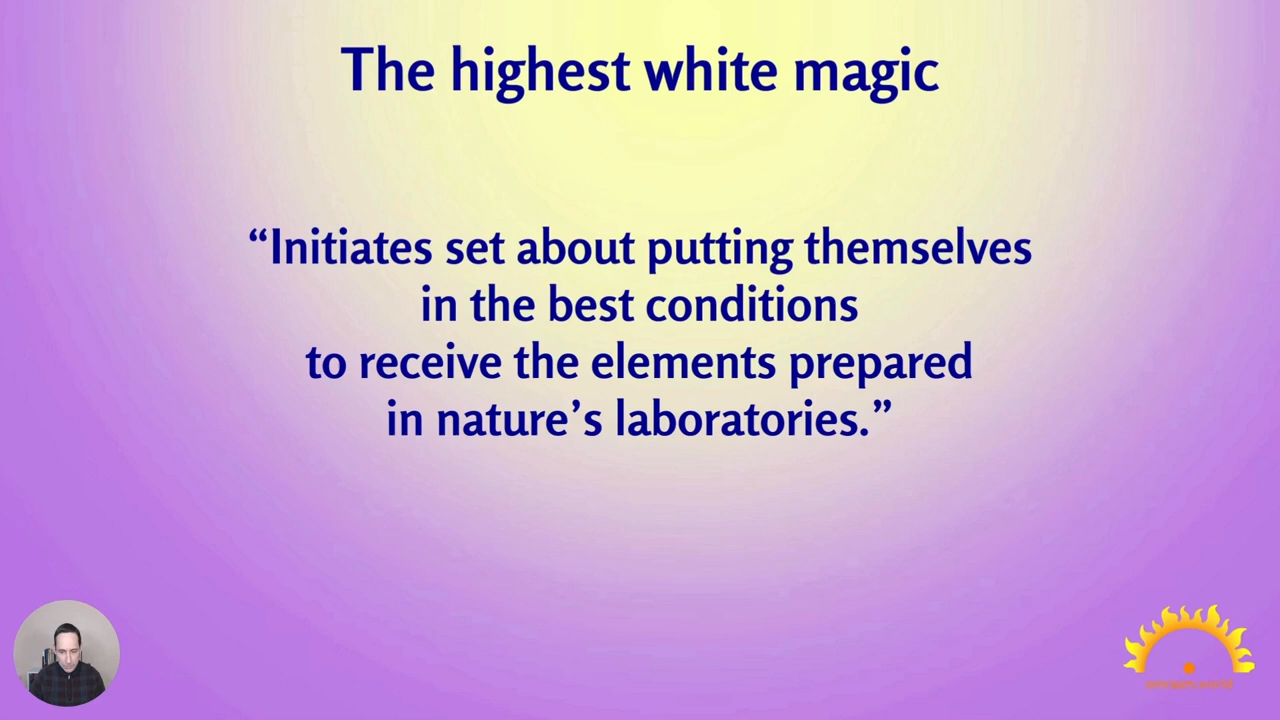 The highest white magic
“Initiates set about putting themselves
in the best conditions
to receive the elements prepared
in nature’s laboratories.”